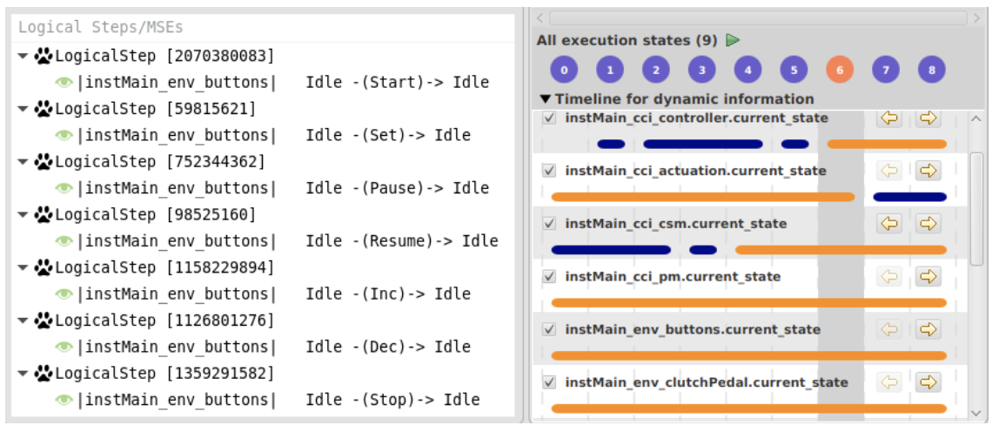 Logical Steps/MSEs
LogicalStep [2070380083]
|instMain_env_buttons| Idle -(Start)-> Idle
LogicalStep [59815621]
|instMain_env_buttons| Idle -(Set)-> Idle
LogicalStep [752344362]
|instMain_env_buttons| Idle -(Pause)-> Idle
LogicalStep [98525160]
|instMain_env_buttons| Idle -(Resume)-> Idle
LogicalStep [1158229894]
|instMain_env_buttons| Idle -(Inc)-> Idle
LogicalStep [1126801276]
|instMain_env_buttons| Idle -(Dec)-> Idle
LogicalStep [1359291582]
|instMain_env_buttons| Idle -(Stop)-> Idle
All execution states (9)
0 1 2 3 4 5 6 7 8
Timeline for dynamic information
instMain_cci_controller.current_state
instMain_cci_actuation.current_state
instMain_cci_csm.current_state
instMain_cci_pm.current_state
instMain_env_buttons.current_state
instMain_env_clutchPedal.current_state